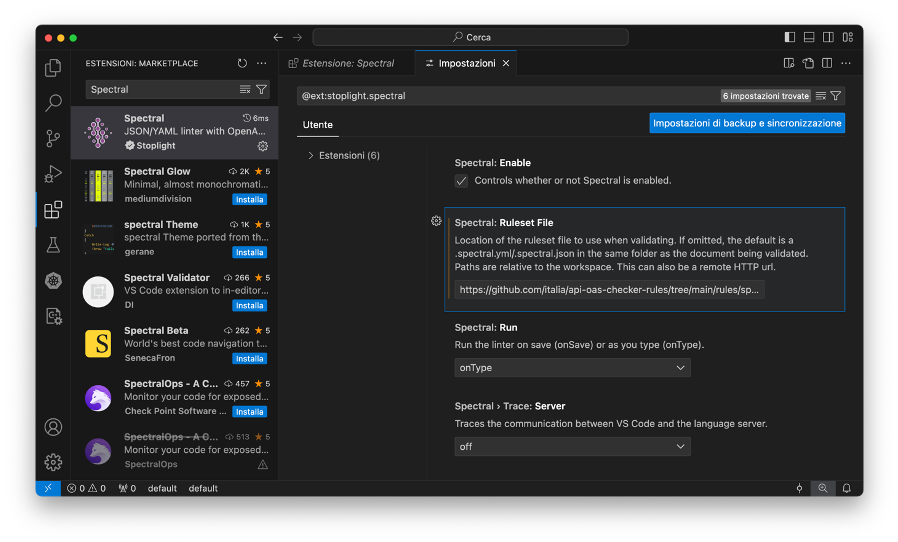 Cerca
ESTENSIONI: MARKETPLACE
Spectral
Spectral
6ms
JSON/YAML linter with OpenA...
Stoplight
Spectral Glow
2K
5
Minimal, almost monochromati...
mediumdivision
Installa
spectral Theme
1K
5
spectral Theme ported from th...
gerane
Installa
Spectral Validator
266
5
VS Code extension to in-editor...
DI
Installa
Spectral Beta
262
5
World's best code navigation t...
SenecaFron
Installa
S
SpectralOps - A C...
457
5
Monitor your code for exposed...
Check Point Software ...
Installa
SpectralOps - A C...
513
5
Monitor your code for exposed...
SpectralOps
Estensione: Spectral
Impostazioni
@ext:stoplight.spectral
6 impostazioni trovate
Utente
Impostazioni di backup e sincronizzazione
Estensioni (6)
Spectral: Enable
Controls whether or not Spectral is enabled.
Spectral: Ruleset File
Location of the ruleset file to use when validating. If omitted, the default is a
.spectral.yml/.spectral.json in the same folder as the document being validated.
Paths are relative to the workspace. This can also be a remote HTTP url.
https://github.com/italia/api-oas-checker-rules/tree/main/rules/sp...
Spectral: Run
Run the linter on save (onSave) or as you type (onType).
onType
Spectral › Trace: Server
Traces the communication between VS Code and the language server.
off
0
0
0
default
default